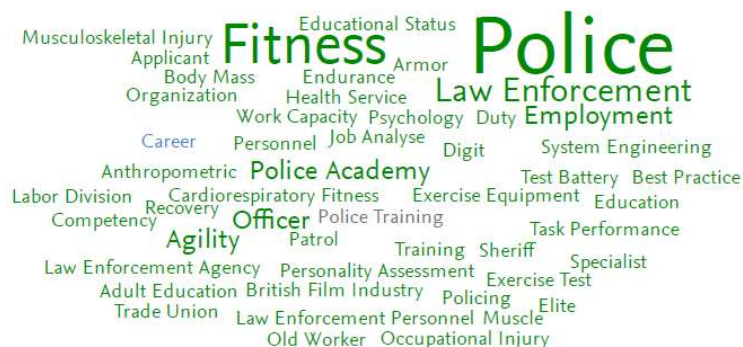 Educational Status
Police
Musculoskeletal Injury
Fitness
Applicant
Armor
Body Mass
Endurance
Law Enforcement
Organization
Health Service
Work Capacity
Psychology
Duty
Employment
Career
Personnel
Job Analyse
Digit
System Engineering
Anthropometric
Police Academy
Test Battery
Best Practice
Labor Division
Cardiorespiratory Fitness
Exercise Equipment
Education
Recovery
Competency
Officer
Police Training
Task Performance
Agility
Patrol
Training
Sheriff
Specialist
Law Enforcement Agency
Personality Assessment
Exercise Test
Adult Education
British Film Industry
Policing
Elite
Trade Union
Law Enforcement Personnel
Muscle
Old Worker
Occupational Injury